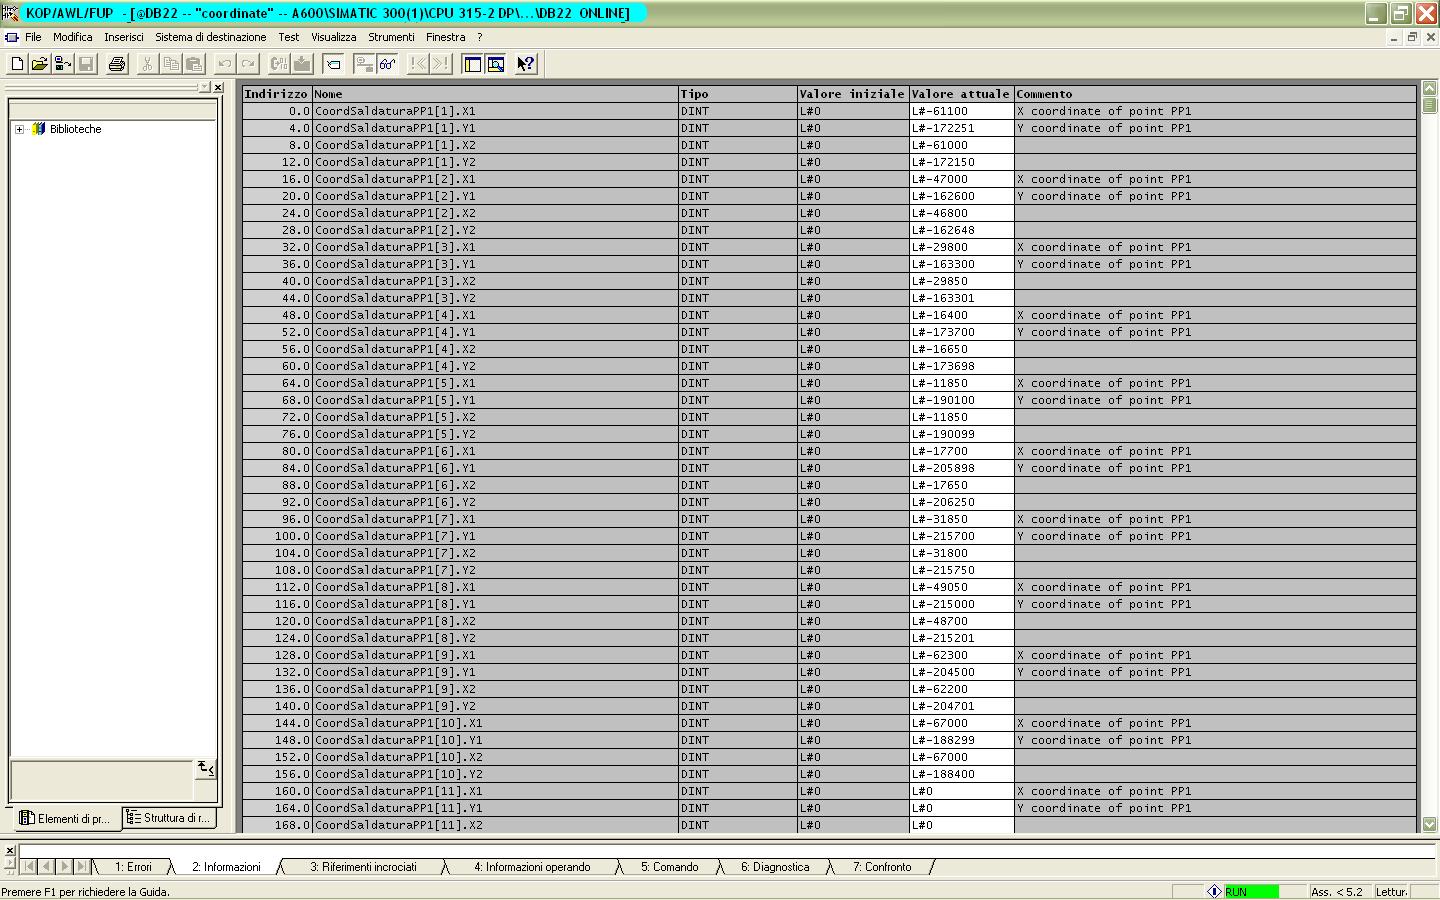 KOP/AWL/FUP - [@DB22 -- "coordinate" -- A600\SIMATIC 300(1)\CPU 315-2 DP\...\DB22 ONLINE]
File Modifica Inserisci Sistema di destinazione Test Visualizza Strumenti Finestra ?
Biblioteche
Indirizzo Nome Tipo Valore iniziale Valore attuale Commento
0.0 CoordSaldaturaPP1[1].X1 DINT L#0 L#-61100 X coordinate of point PP1
4.0 CoordSaldaturaPP1[1].Y1 DINT L#0 L#-172251 Y coordinate of point PP1
8.0 CoordSaldaturaPP1[1].X2 DINT L#0 L#-61000
12.0 CoordSaldaturaPP1[1].Y2 DINT L#0 L#-172150
16.0 CoordSaldaturaPP1[2].X1 DINT L#0 L#-47000 X coordinate of point PP1
20.0 CoordSaldaturaPP1[2].Y1 DINT L#0 L#-162600 Y coordinate of point PP1
24.0 CoordSaldaturaPP1[2].X2 DINT L#0 L#-46800
28.0 CoordSaldaturaPP1[2].Y2 DINT L#0 L#-162648
32.0 CoordSaldaturaPP1[3].X1 DINT L#0 L#-29800 X coordinate of point PP1
36.0 CoordSaldaturaPP1[3].Y1 DINT L#0 L#-163300 Y coordinate of point PP1
40.0 CoordSaldaturaPP1[3].X2 DINT L#0 L#-29850
44.0 CoordSaldaturaPP1[3].Y2 DINT L#0 L#-163301
48.0 CoordSaldaturaPP1[4].X1 DINT L#0 L#-16400 X coordinate of point PP1
52.0 CoordSaldaturaPP1[4].Y1 DINT L#0 L#-173700 Y coordinate of point PP1
56.0 CoordSaldaturaPP1[4].X2 DINT L#0 L#-16650
60.0 CoordSaldaturaPP1[4].Y2 DINT L#0 L#-173698
64.0 CoordSaldaturaPP1[5].X1 DINT L#0 L#-11850 X coordinate of point PP1
68.0 CoordSaldaturaPP1[5].Y1 DINT L#0 L#-190100 Y coordinate of point PP1
72.0 CoordSaldaturaPP1[5].X2 DINT L#0 L#-11850
76.0 CoordSaldaturaPP1[5].Y2 DINT L#0 L#-190099
80.0 CoordSaldaturaPP1[6].X1 DINT L#0 L#-17700 X coordinate of point PP1
84.0 CoordSaldaturaPP1[6].Y1 DINT L#0 L#-205898 Y coordinate of point PP1
88.0 CoordSaldaturaPP1[6].X2 DINT L#0 L#-17650
92.0 CoordSaldaturaPP1[6].Y2 DINT L#0 L#-206250
96.0 CoordSaldaturaPP1[7].X1 DINT L#0 L#-31850 X coordinate of point PP1
100.0 CoordSaldaturaPP1[7].Y1 DINT L#0 L#-215700 Y coordinate of point PP1
104.0 CoordSaldaturaPP1[7].X2 DINT L#0 L#-31800
108.0 CoordSaldaturaPP1[7].Y2 DINT L#0 L#-215750
112.0 CoordSaldaturaPP1[8].X1 DINT L#0 L#-49050 X coordinate of point PP1
116.0 CoordSaldaturaPP1[8].Y1 DINT L#0 L#-215000 Y coordinate of point PP1
120.0 CoordSaldaturaPP1[8].X2 DINT L#0 L#-48700
124.0 CoordSaldaturaPP1[8].Y2 DINT L#0 L#-215201
128.0 CoordSaldaturaPP1[9].X1 DINT L#0 L#-62300 X coordinate of point PP1
132.0 CoordSaldaturaPP1[9].Y1 DINT L#0 L#-204500 Y coordinate of point PP1
136.0 CoordSaldaturaPP1[9].X2 DINT L#0 L#-62200
140.0 CoordSaldaturaPP1[9].Y2 DINT L#0 L#-204701
144.0 CoordSaldaturaPP1[10].X1 DINT L#0 L#-67000 X coordinate of point PP1
148.0 CoordSaldaturaPP1[10].Y1 DINT L#0 L#-188299 Y coordinate of point PP1
152.0 CoordSaldaturaPP1[10].X2 DINT L#0 L#-67000
156.0 CoordSaldaturaPP1[10].Y2 DINT L#0 L#-188400
160.0 CoordSaldaturaPP1[11].X1 DINT L#0 L#0 X coordinate of point PP1
164.0 CoordSaldaturaPP1[11].Y1 DINT L#0 L#0 Y coordinate of point PP1
168.0 CoordSaldaturaPP1[11].X2 DINT L#0 L#0
Elementi di pr... Struttura di r...
1: Errori 2: Informazioni 3: Riferimenti incrociati 4: Informazioni operando 5: Comando 6: Diagnostica 7: Confronto
Premere F1 per richiedere la Guida. RUN Ass. < 5.2 Lettur.